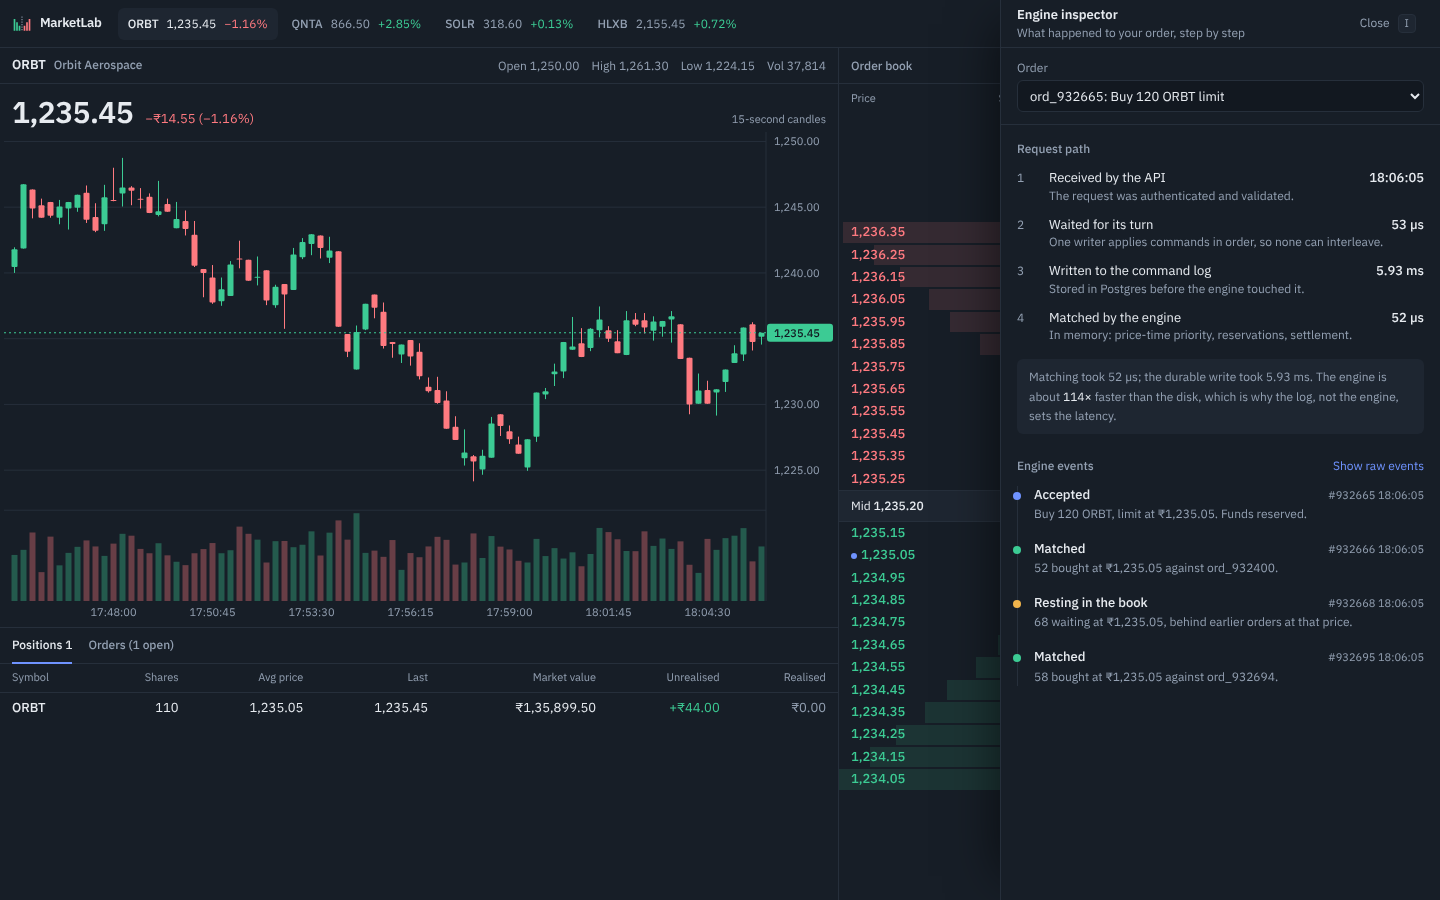 MarketLab
ORBT 1,235.45 −1.16%
QNTA 866.50 +2.85%
SOLR 318.60 +0.13%
HLXB 2,155.45 +0.72%
ORBT Orbit Aerospace
Open 1,250.00 High 1,261.30 Low 1,224.15 Vol 37,814
1,235.45 −₹14.55 (−1.16%)
15-second candles
1,250.00
1,245.00
1,240.00
1,235.45
1,230.00
1,225.00
17:48:00 17:50:45 17:53:30 17:56:15 17:59:00 18:01:45 18:04:30
Positions 1 Orders (1 open)
Symbol Shares Avg price Last Market value Unrealised Realised
ORBT 110 1,235.05 1,235.45 ₹1,35,899.50 +₹44.00 ₹0.00
Order book
Price
1,236.35
1,236.25
1,236.15
1,236.05
1,235.95
1,235.85
1,235.75
1,235.65
1,235.55
1,235.45
1,235.35
1,235.25
Mid 1,235.20
1,235.15
1,235.05
1,234.95
1,234.85
1,234.75
1,234.65
1,234.55
1,234.45
1,234.35
1,234.25
1,234.15
1,234.05
Engine inspector
What happened to your order, step by step
Close I
Order
ord_932665: Buy 120 ORBT limit
Request path
1 Received by the API 18:06:05
The request was authenticated and validated.
2 Waited for its turn 53 µs
One writer applies commands in order, so none can interleave.
3 Written to the command log 5.93 ms
Stored in Postgres before the engine touched it.
4 Matched by the engine 52 µs
In memory: price-time priority, reservations, settlement.
Matching took 52 µs; the durable write took 5.93 ms. The engine is
about 114× faster than the disk, which is why the log, not the engine,
sets the latency.
Engine events Show raw events
Accepted #932665 18:06:05
Buy 120 ORBT, limit at ₹1,235.05. Funds reserved.
Matched #932666 18:06:05
52 bought at ₹1,235.05 against ord_932400.
Resting in the book #932668 18:06:05
68 waiting at ₹1,235.05, behind earlier orders at that price.
Matched #932695 18:06:05
58 bought at ₹1,235.05 against ord_932694.